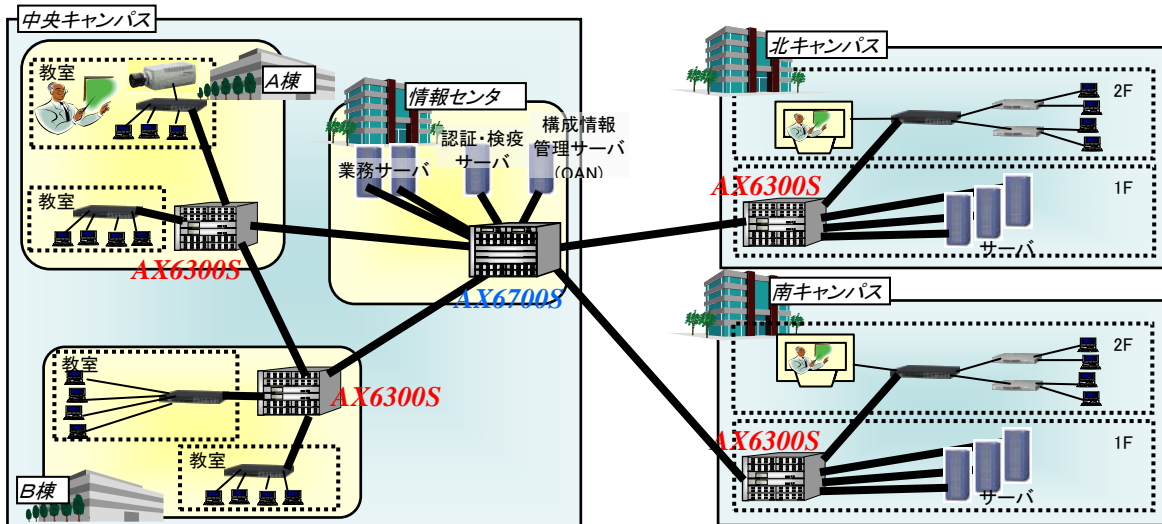 中央キャンパス
教室
A棟
教室
AX6300S
情報センタ
業務サーバ
認証・検疫
サーバ
構成情報
管理サーバ
(OAN)
AX6700S
教室
AX6300S
教室
B棟
北キャンパス
2F
AX6300S
1F
サーバ
南キャンパス
2F
AX6300S
1F
サーバ